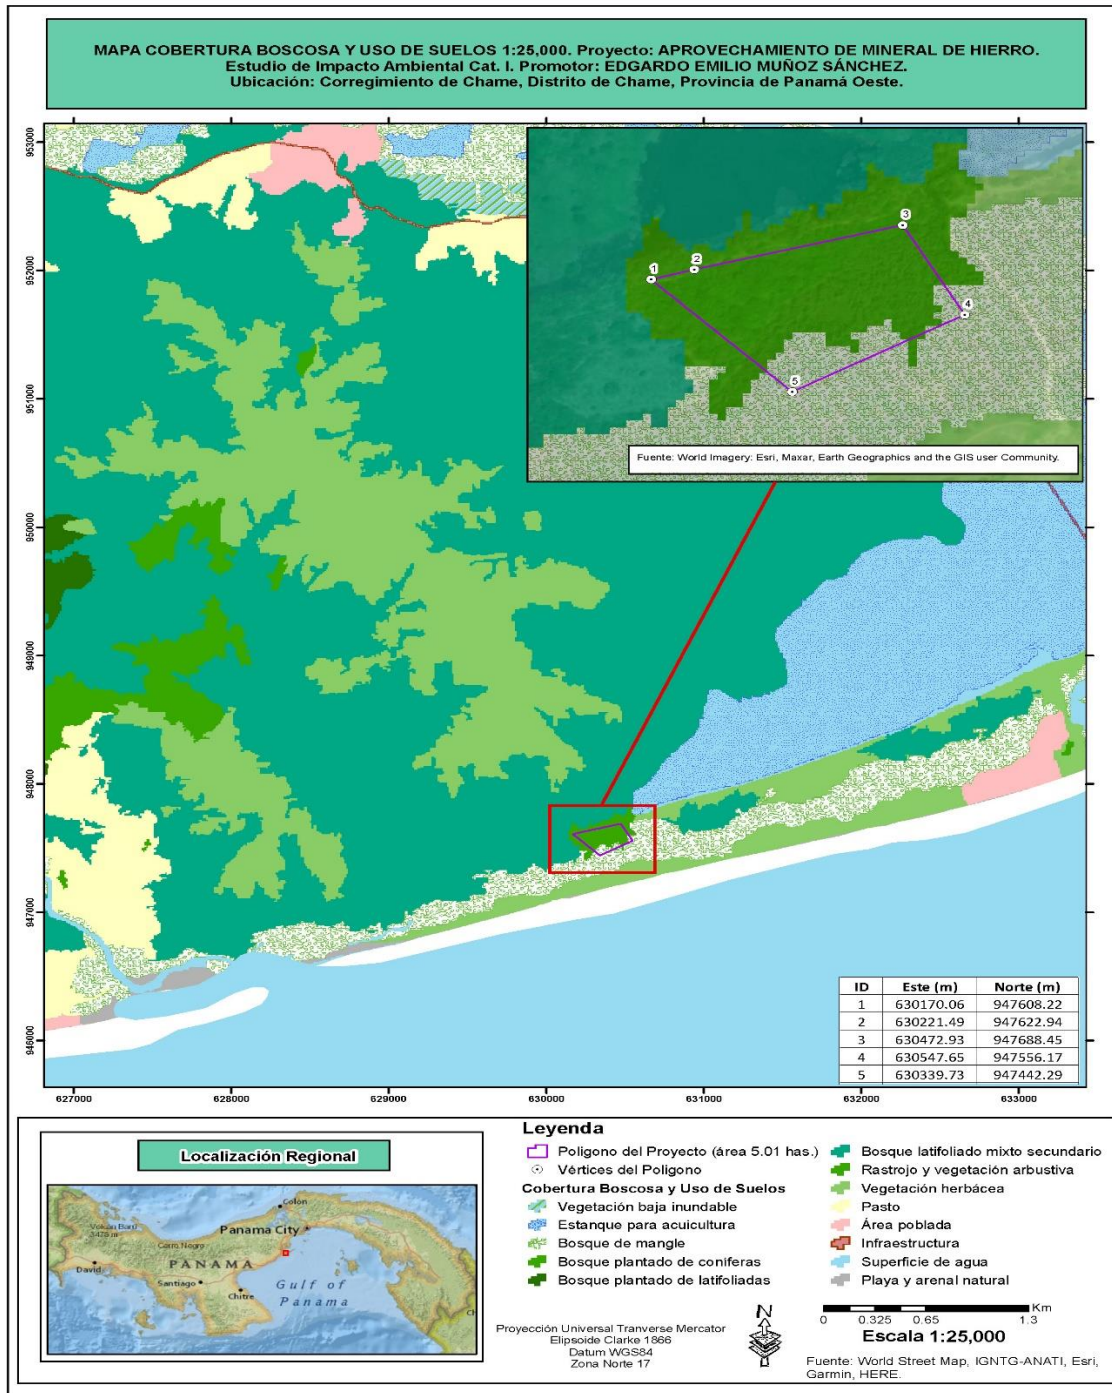 MAPA COBERTURA BOSCOSA Y USO DE SUELOS 1:25,000. Proyecto: APROVECHAMIENTO DE MINERAL DE HIERRO.
Estudio de Impacto Ambiental Cat. I. Promotor: EDGARDO EMILIO MUÑOZ SÁNCHEZ.
Ubicación: Corregimiento de Chame, Distrito de Chame, Provincia de Panamá Oeste.
953000
952000
951000
950000
949000
948000
947000
946000
1
2
3
4
5
Fuente: World Imagery: Esri, Maxar, Earth Geographics and the GIS user Community.
ID Este (m) Norte (m)
1 630170.06 947608.22
2 630221.49 947622.94
3 630472.93 947688.45
4 630547.65 947556.17
5 630339.73 947442.29
627000 628000 629000 630000 631000 632000 633000
Localización Regional
Colon
Volcán Barú
3475 m
Cerro Negro
Panama City
PANAMA
David
Santiago
Chitre
Gulf of
Panama
Leyenda
Polígono del Proyecto (área 5.01 has.)
Vértices del Polígono
Cobertura Boscosa y Uso de Suelos
Vegetación baja inundable
Estanque para acuicultura
Bosque de mangle
Bosque plantado de coníferas
Bosque plantado de latifoliadas
Bosque latifoliado mixto secundario
Rastrojo y vegetación arbustiva
Vegetación herbácea
Pasto
Área poblada
Infraestructura
Superficie de agua
Playa y arenal natural
Proyección Universal Tranverse Mercator
Elipsoide Clarke 1866
Datum WGS84
Zona Norte 17
N
Km
0 0.325 0.65 1.3
Escala 1:25,000
Fuente: World Street Map, IGNTG-ANATI, Esri,
Garmin, HERE.